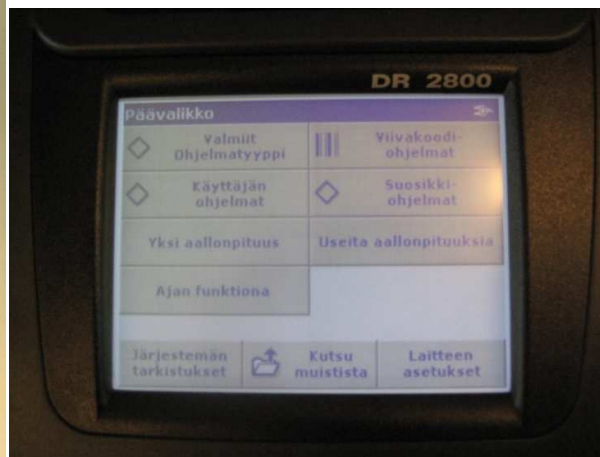 DR 2800
Päävalikko
Valmiit
Ohjelmatyyppi
Viivakoodi-
ohjelmat
Käyttäjän
ohjelmat
Suosikki-
ohjelmat
Yksi aallonpituus
Useita aallonpituuksia
Ajan funktiona
Järjestemän
tarkistukset
Kutsu
muistista
Laitteen
asetukset